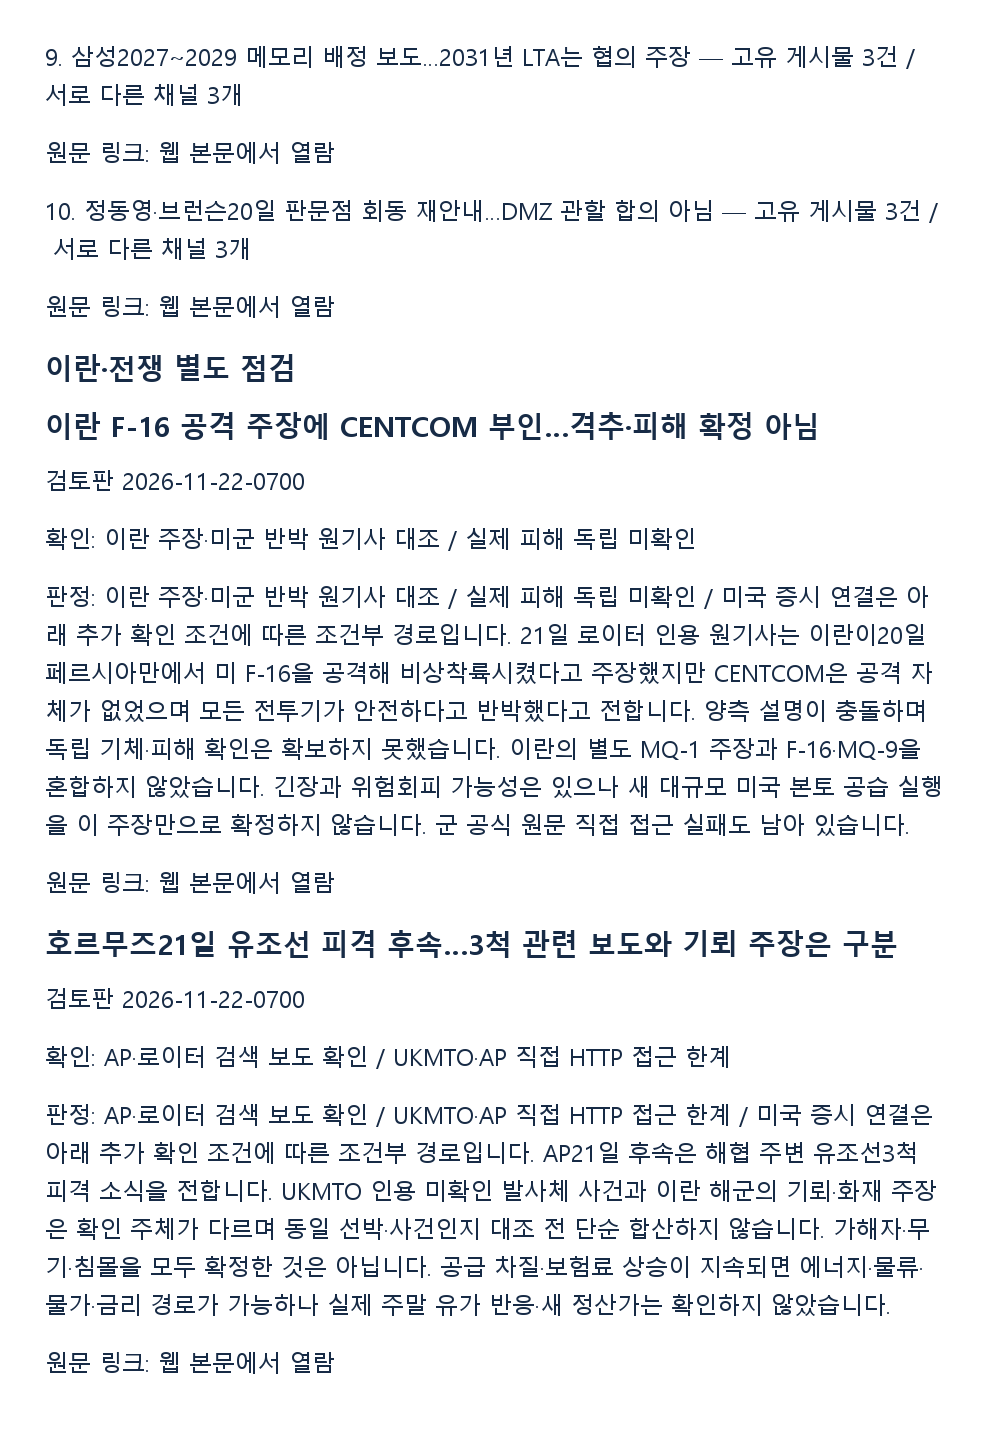 9. 삼성2027~2029 메모리 배정 보도…2031년 LTA는 협의 주장 — 고유 게시물 3건 /
서로 다른 채널 3개
원문 링크: 웹 본문에서 열람
10. 정동영·브런슨20일 판문점 회동 재안내…DMZ 관할 합의 아님 — 고유 게시물 3건 /
서로 다른 채널 3개
원문 링크: 웹 본문에서 열람
이란·전쟁 별도 점검
이란 F-16 공격 주장에 CENTCOM 부인…격추·피해 확정 아님
검토판 2026-11-22-0700
확인: 이란 주장·미군 반박 원기사 대조 / 실제 피해 독립 미확인
판정: 이란 주장·미군 반박 원기사 대조 / 실제 피해 독립 미확인 / 미국 증시 연결은 아
래 추가 확인 조건에 따른 조건부 경로입니다. 21일 로이터 인용 원기사는 이란이20일
페르시아만에서 미 F-16을 공격해 비상착륙시켰다고 주장했지만 CENTCOM은 공격 자
체가 없었으며 모든 전투기가 안전하다고 반박했다고 전합니다. 양측 설명이 충돌하며
독립 기체·피해 확인은 확보하지 못했습니다. 이란의 별도 MQ-1 주장과 F-16·MQ-9을
혼합하지 않았습니다. 긴장과 위험회피 가능성은 있으나 새 대규모 미국 본토 공습 실행
을 이 주장만으로 확정하지 않습니다. 군 공식 원문 직접 접근 실패도 남아 있습니다.
원문 링크: 웹 본문에서 열람
호르무즈21일 유조선 피격 후속…3척 관련 보도와 기뢰 주장은 구분
검토판 2026-11-22-0700
확인: AP·로이터 검색 보도 확인 / UKMTO·AP 직접 HTTP 접근 한계
판정: AP·로이터 검색 보도 확인 / UKMTO·AP 직접 HTTP 접근 한계 / 미국 증시 연결은
아래 추가 확인 조건에 따른 조건부 경로입니다. AP21일 후속은 해협 주변 유조선3척
피격 소식을 전합니다. UKMTO 인용 미확인 발사체 사건과 이란 해군의 기뢰·화재 주장
은 확인 주체가 다르며 동일 선박·사건인지 대조 전 단순 합산하지 않습니다. 가해자·무
기·침몰을 모두 확정한 것은 아닙니다. 공급 차질·보험료 상승이 지속되면 에너지·물류·
물가·금리 경로가 가능하나 실제 주말 유가 반응·새 정산가는 확인하지 않았습니다.
원문 링크: 웹 본문에서 열람